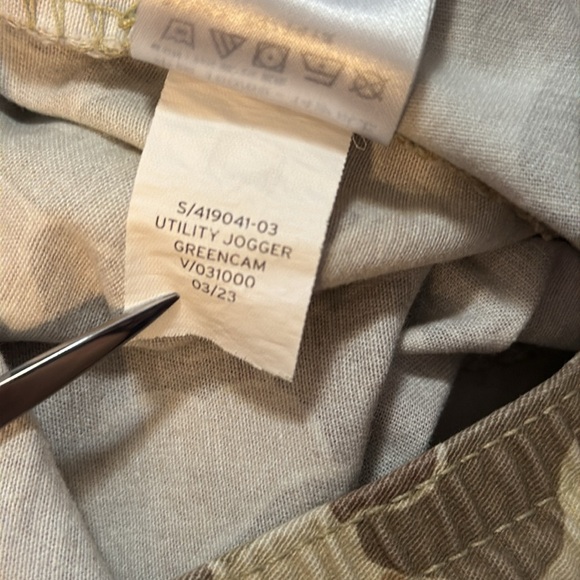 S/419041-03
UTILITY JOGGER
GREENCAM
V/031000
03/23